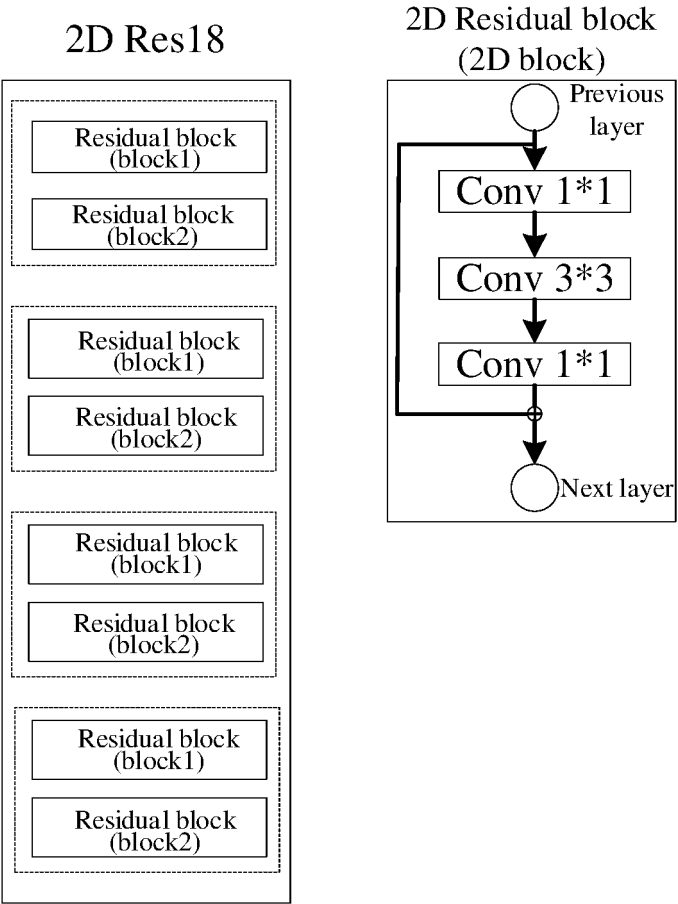 2D Res18
Residual block
(block1)
Residual block
(block2)
Residual block
(block1)
Residual block
(block2)
Residual block
(block1)
Residual block
(block2)
Residual block
(block1)
Residual block
(block2)
2D Residual block
(2D block)
Previous
layer
Conv 1*1
Conv 3*3
Conv 1*1
Next layer